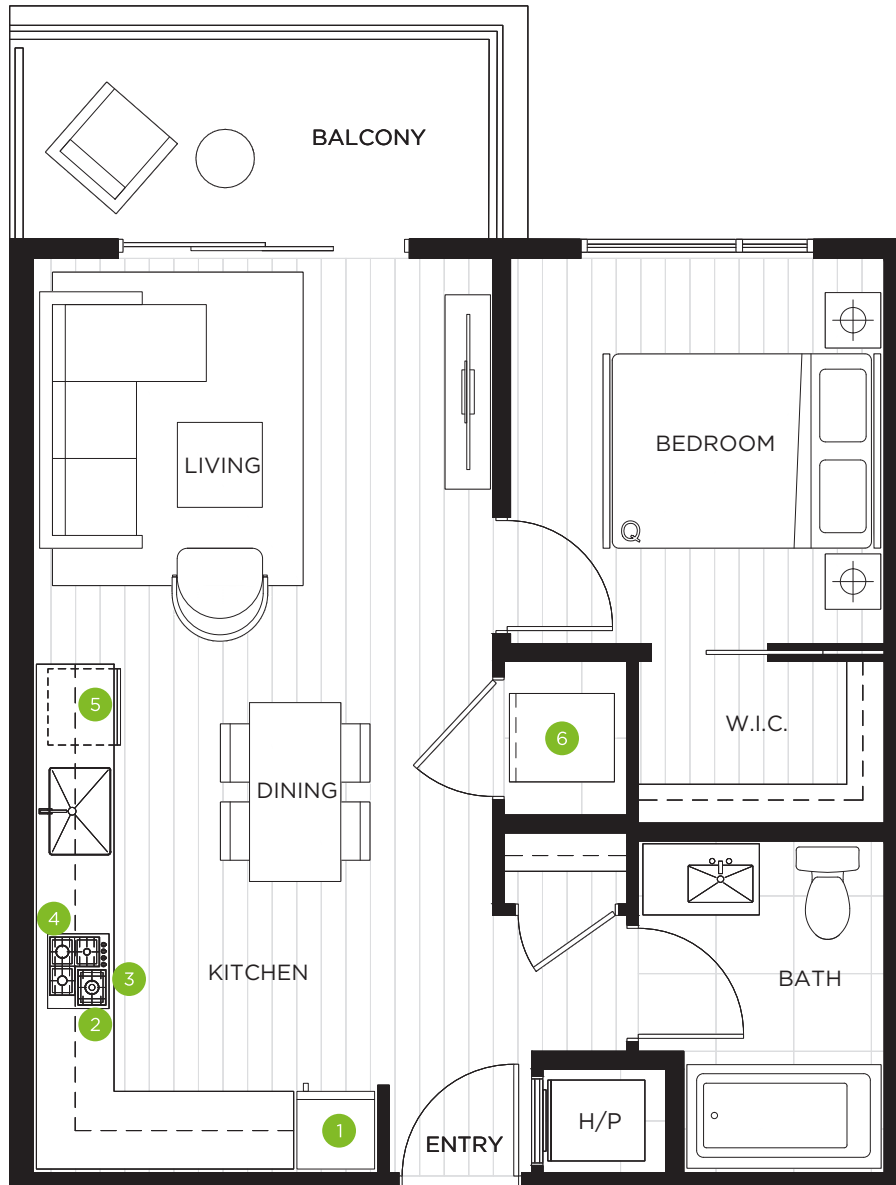 BALCONY
LIVING
BEDROOM
Q
5
6
W.I.C.
DINING
4
3
KITCHEN
BATH
2
1
ENTRY
H/P